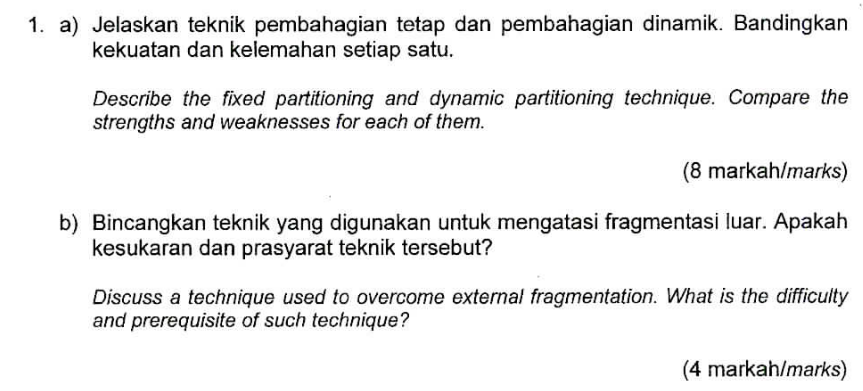 1. a) Jelaskan teknik pembahagian tetap dan pembahagian dinamik. Bandingkan
kekuatan dan kelemahan setiap satu.
Describe the fixed partitioning and dynamic partitioning technique. Compare the
strengths and weaknesses for each of them.
(8 markah/marks)
b) Bincangkan teknik yang digunakan untuk mengatasi fragmentasi luar. Apakah
kesukaran dan prasyarat teknik tersebut?
Discuss a technique used to overcome external fragmentation. What is the difficulty
and prerequisite of such technique?
(4 markah/marks)